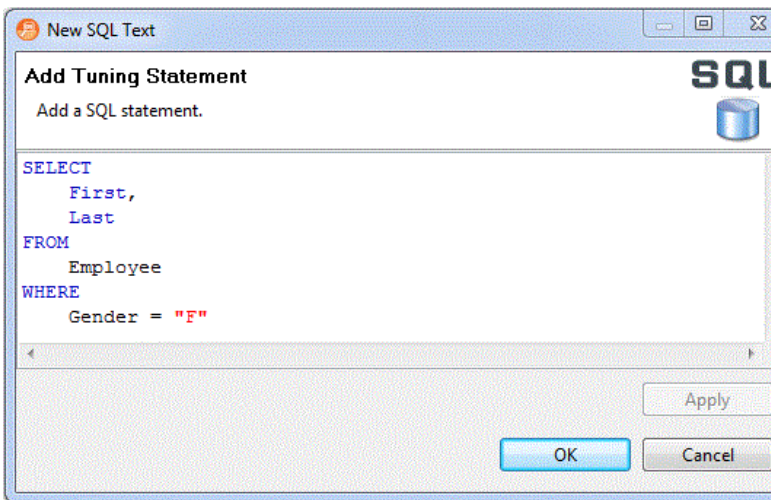 New SQL Text
Add Tuning Statement
SQL
Add a SQL statement.
SELECT
First,
Last
FROM
Employee
WHERE
Gender = "F"
Apply
OK
Cancel